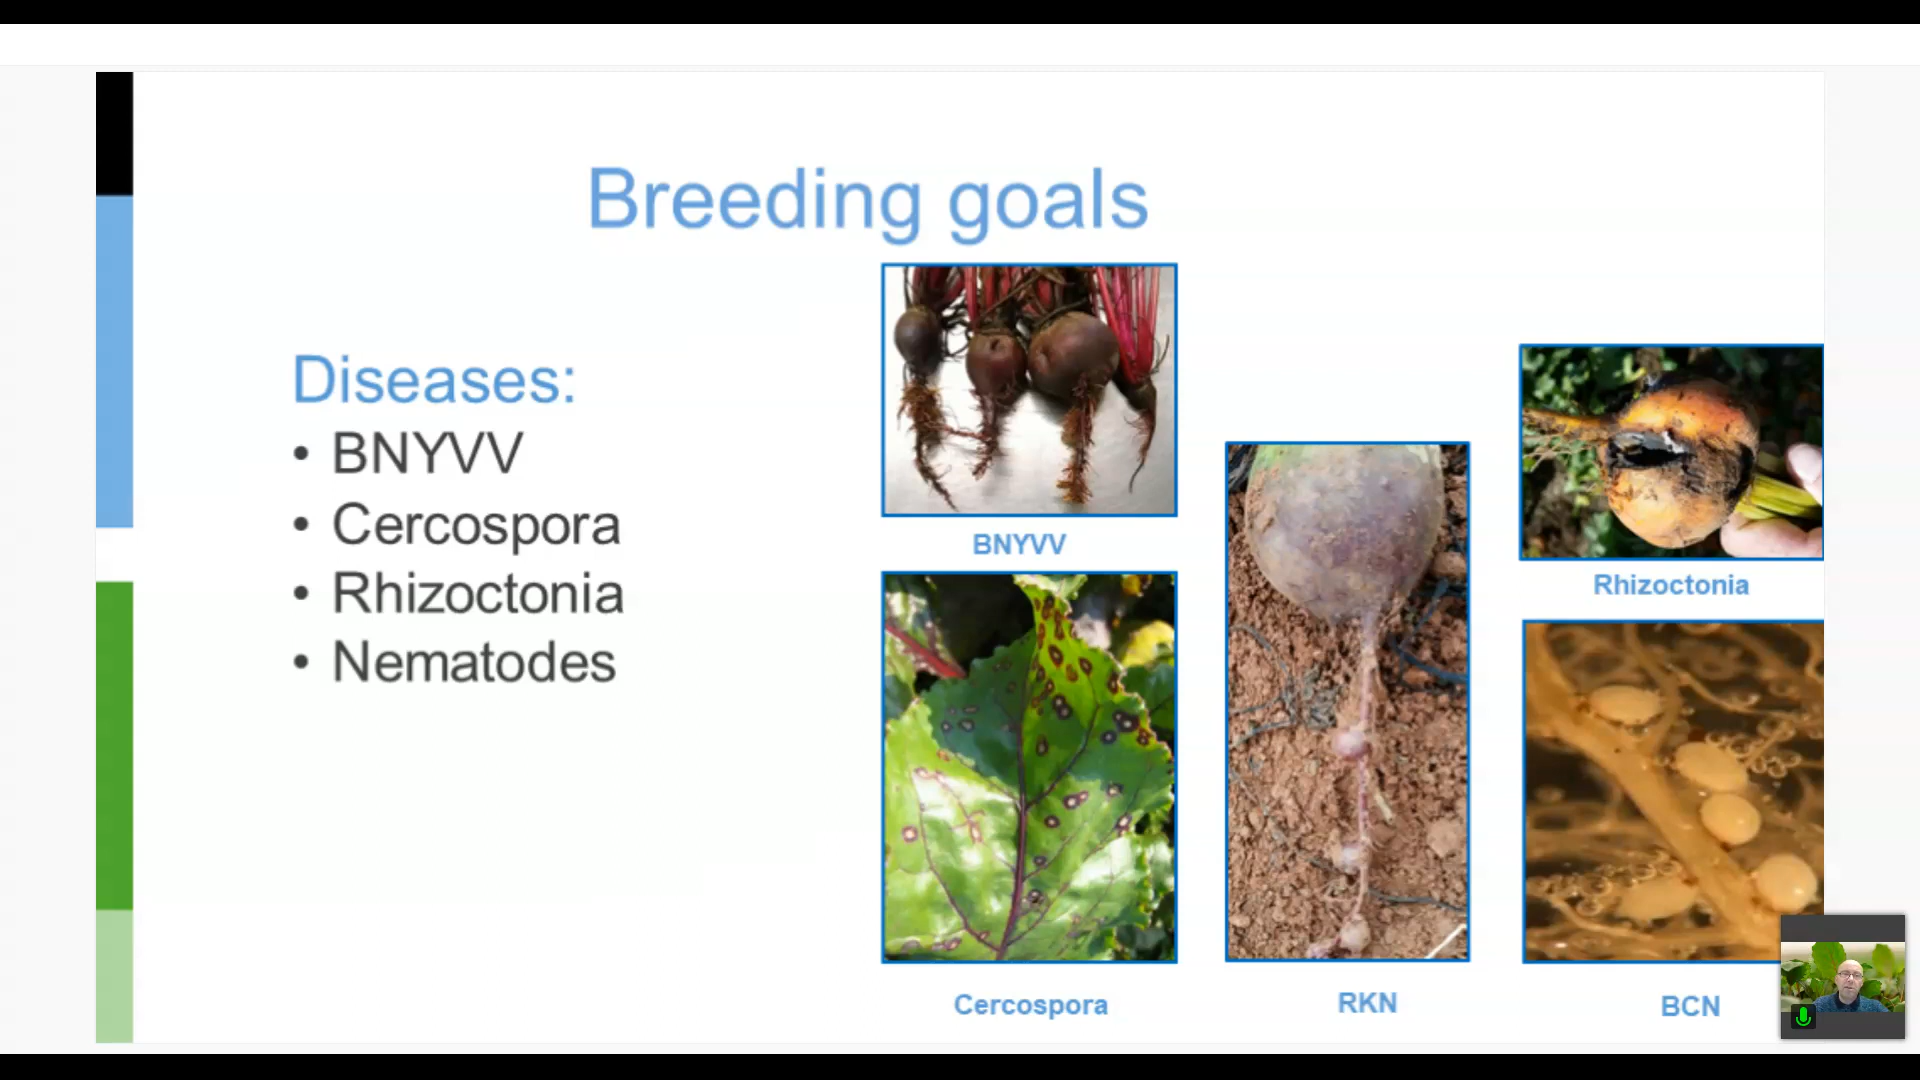 Breeding goals
Diseases:
• BNYVV
• Cercospora
• Rhizoctonia
• Nematodes
BNYVV
Rhizoctonia
Cercospora
RKN
BCN